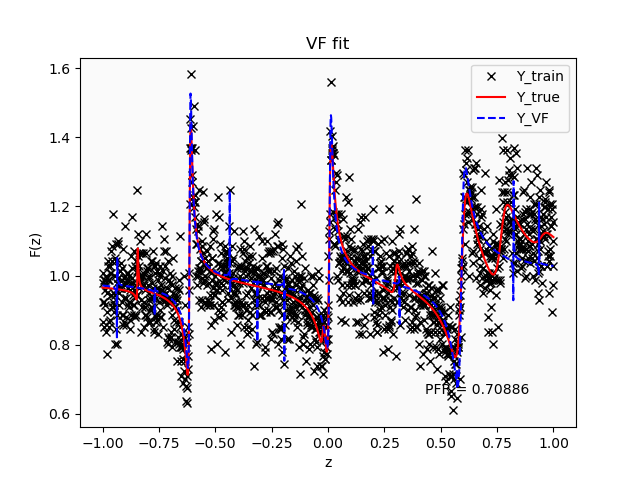 VF fit
F(z)
1.6
1.4
1.2
1.0
0.8
0.6
Y_train
Y_true
Y_VF
PFR = 0.70886
−1.00 −0.75 −0.50 −0.25 0.00 0.25 0.50 0.75 1.00
z